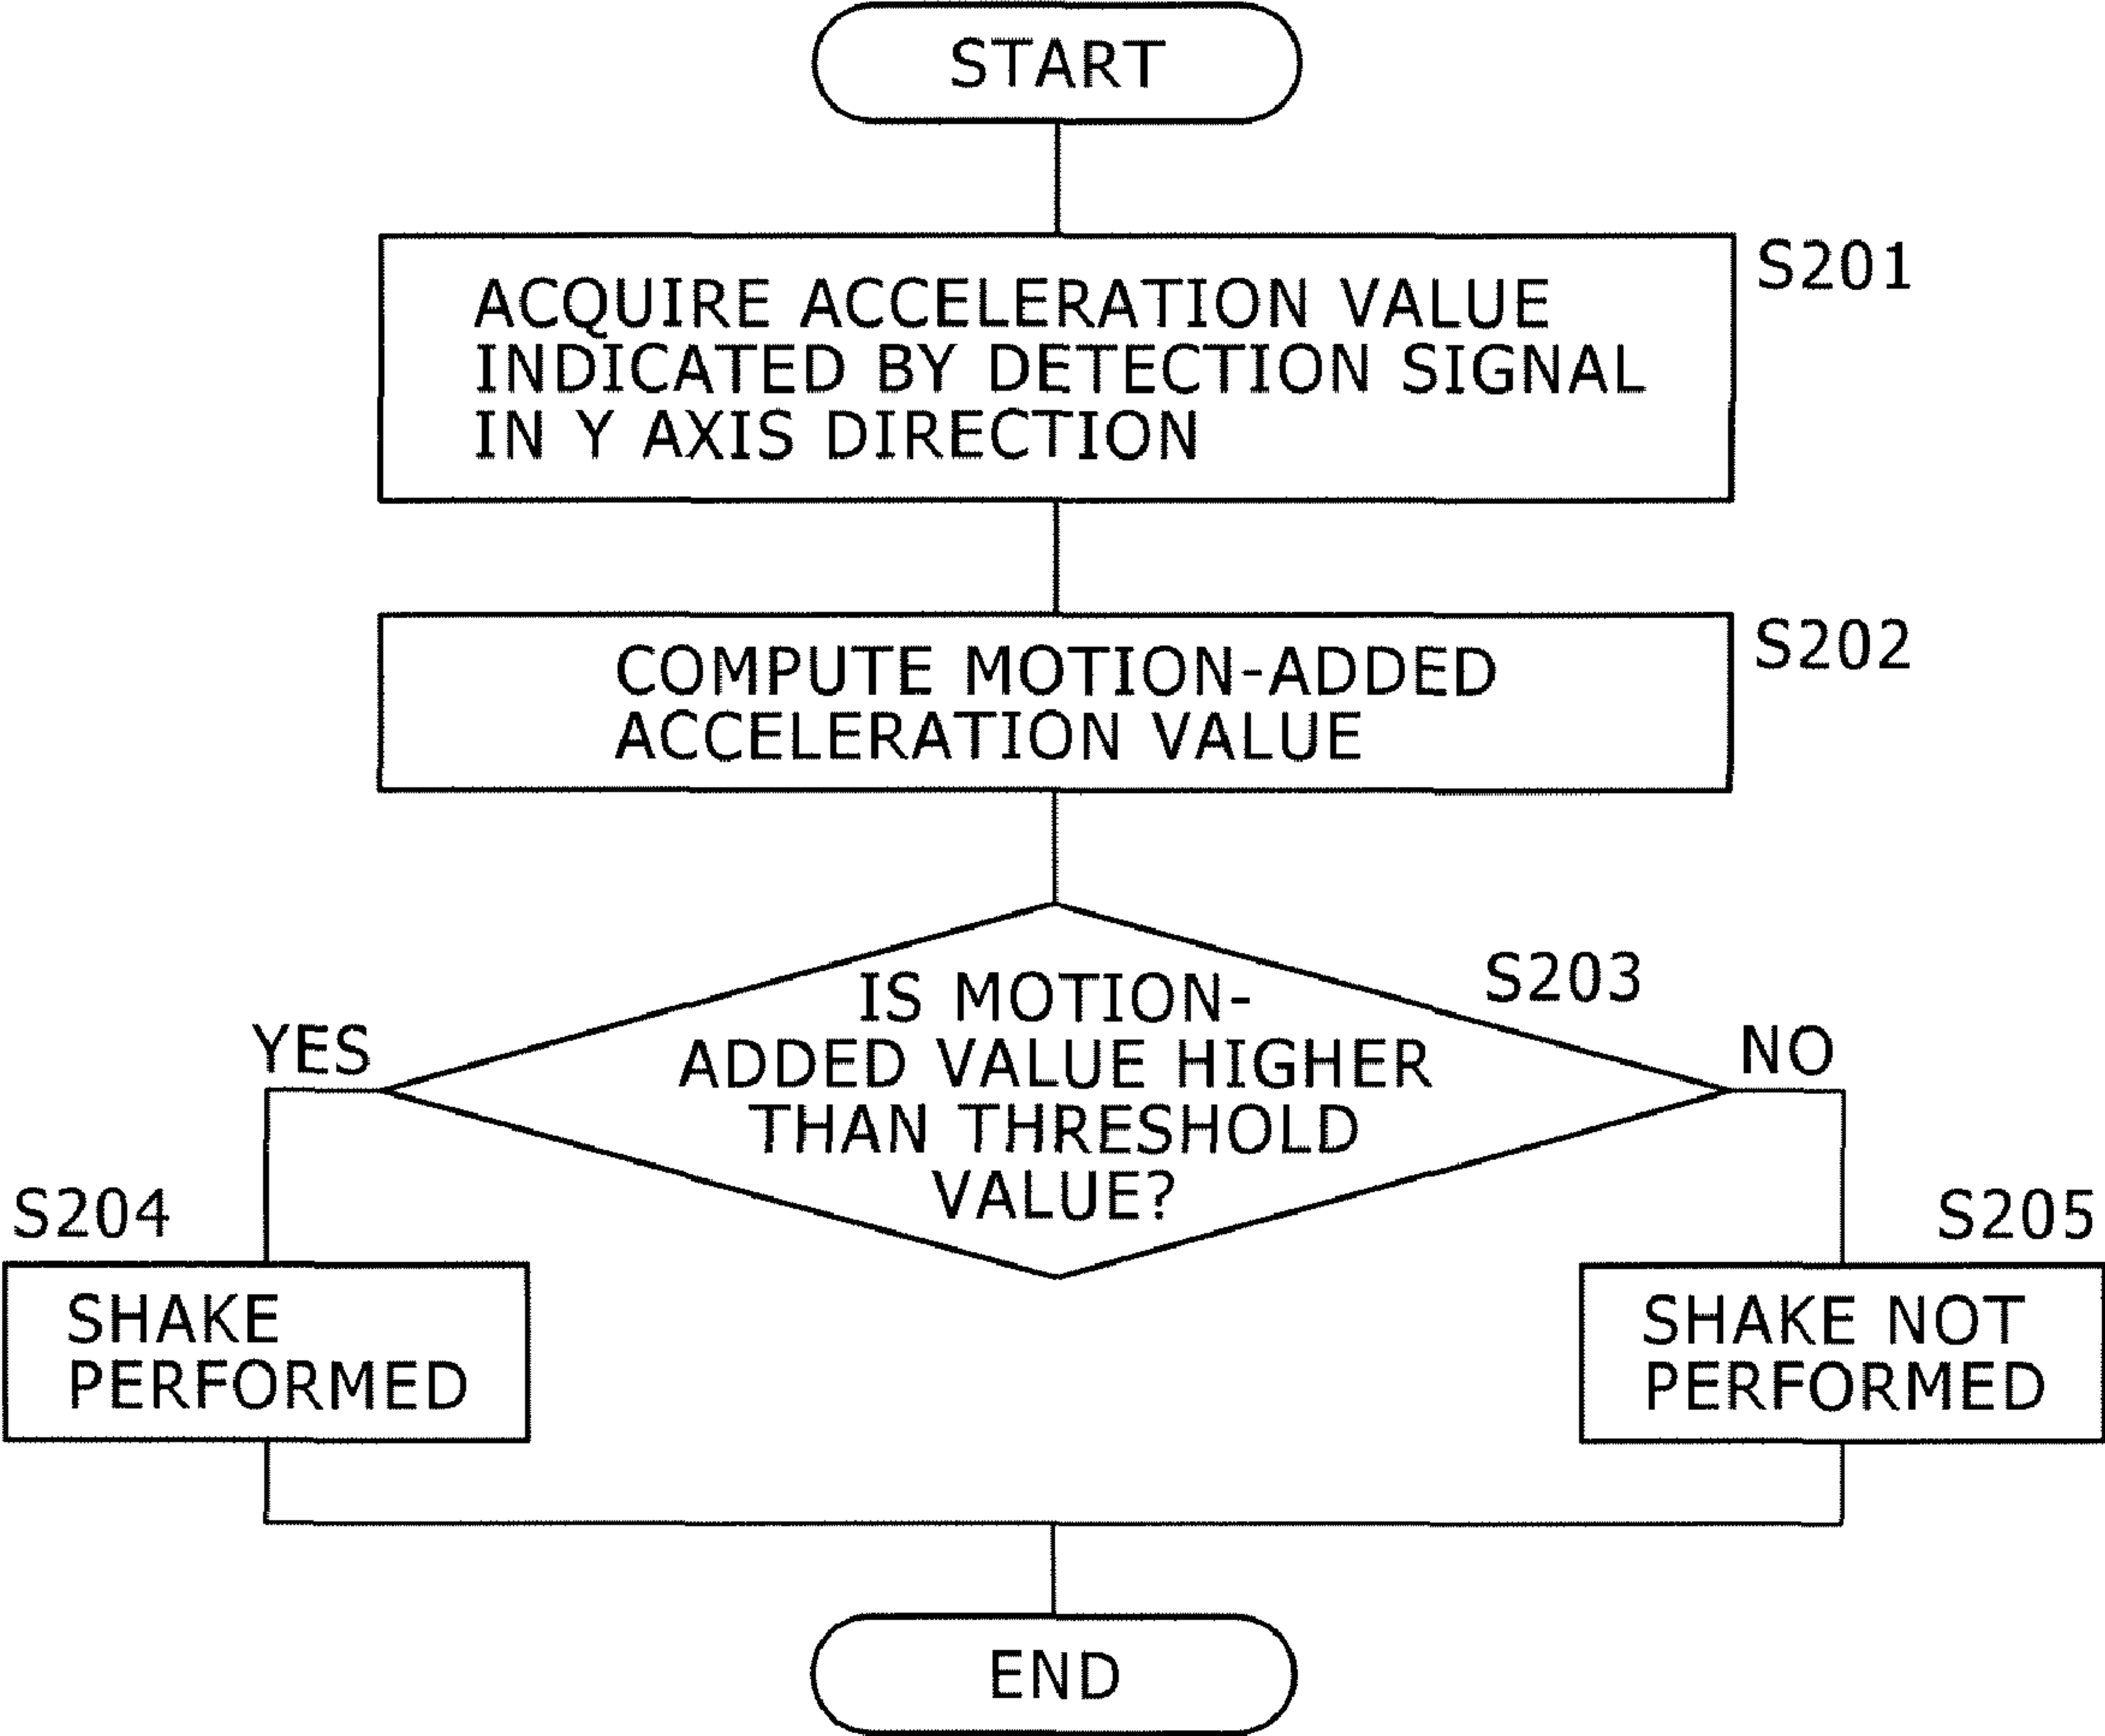 START
S201
ACQUIRE ACCELERATION VALUE
INDICATED BY DETECTION SIGNAL
IN Y AXIS DIRECTION
S202
COMPUTE MOTION-ADDED
ACCELERATION VALUE
S203
IS MOTION-
ADDED VALUE HIGHER
THAN THRESHOLD
VALUE?
YES
NO
S204
SHAKE
PERFORMED
S205
SHAKE NOT
PERFORMED
END